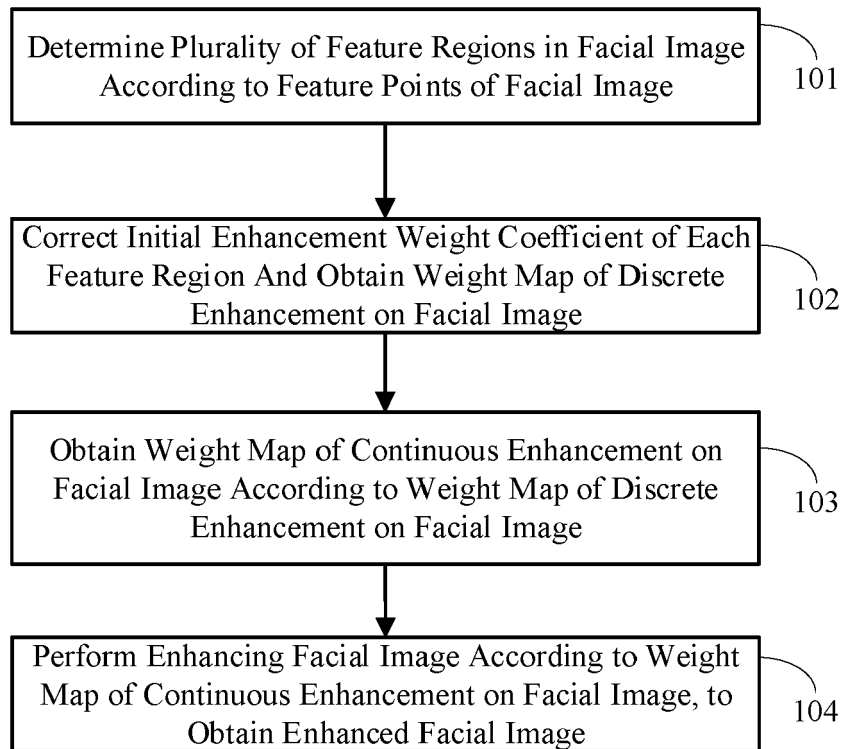 Determine Plurality of Feature Regions in Facial Image
According to Feature Points of Facial Image
101
Correct Initial Enhancement Weight Coefficient of Each
Feature Region And Obtain Weight Map of Discrete
Enhancement on Facial Image
102
Obtain Weight Map of Continuous Enhancement on
Facial Image According to Weight Map of Discrete
Enhancement on Facial Image
103
Perform Enhancing Facial Image According to Weight
Map of Continuous Enhancement on Facial Image, to
Obtain Enhanced Facial Image
104